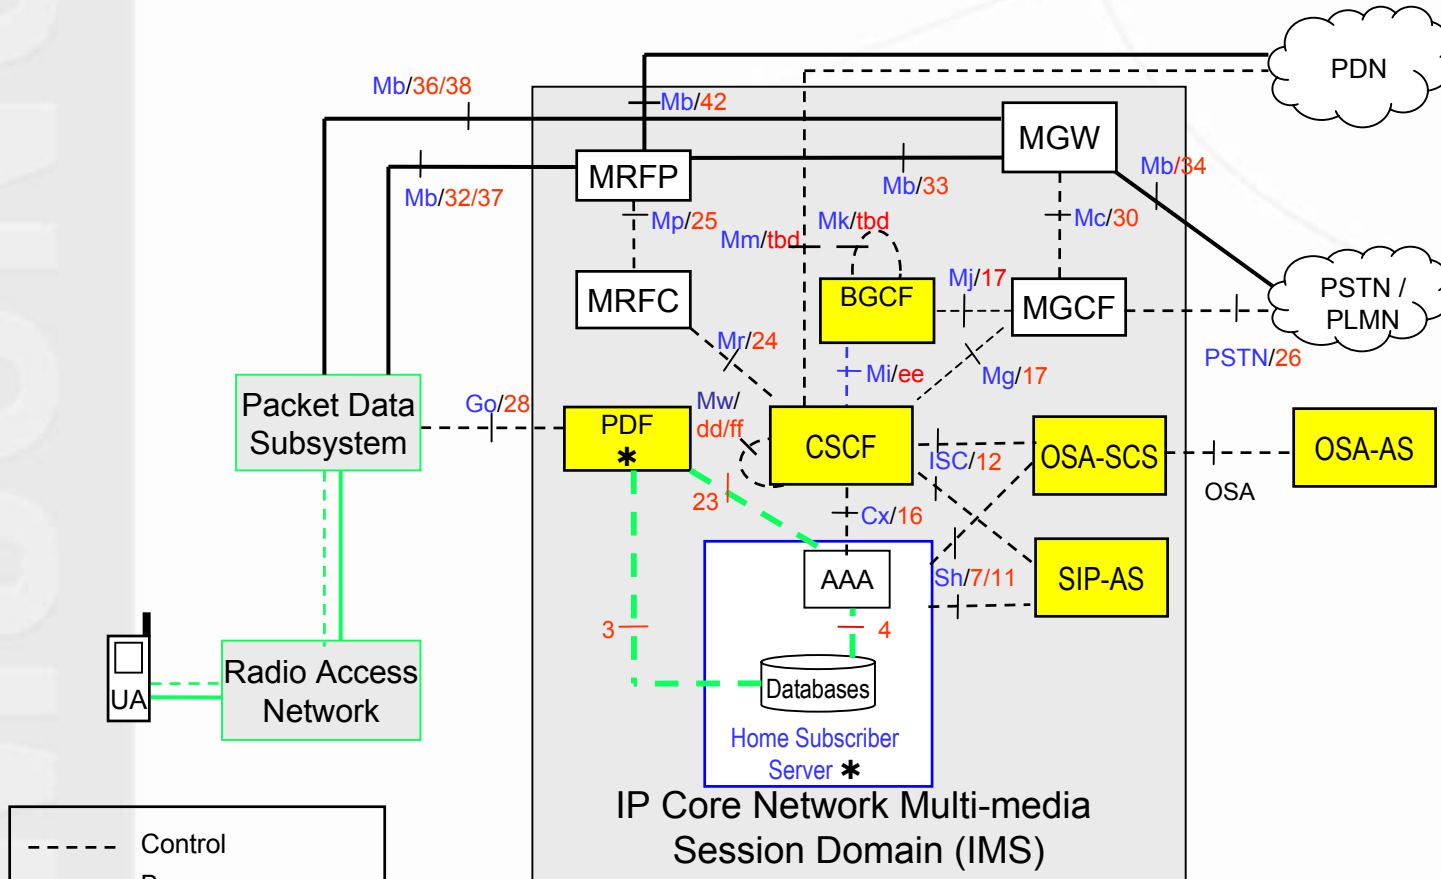 PDN
Mb/36/38
Mb/42
MGW
Mb/34
MRFP
Mb/33
Mb/32/37
Mp/25
Mk/tbd
Mc/30
Mm/tbd
MRFC
BGCF
Mj/17
MGCF
PSTN /
PLMN
Mr/24
PSTN/26
Mi/ee
Mg/17
Packet Data
Subsystem
Go/28
Mw/
dd/ff
PDF
*
CSCF
ISC/12
OSA-SCS
OSA-AS
OSA
23
Cx/16
AAA
Sh/7/11
SIP-AS
3
4
Radio Access
Network
UA
Databases
Home Subscriber
Server *
IP Core Network Multi-media
Session Domain (IMS)
Control